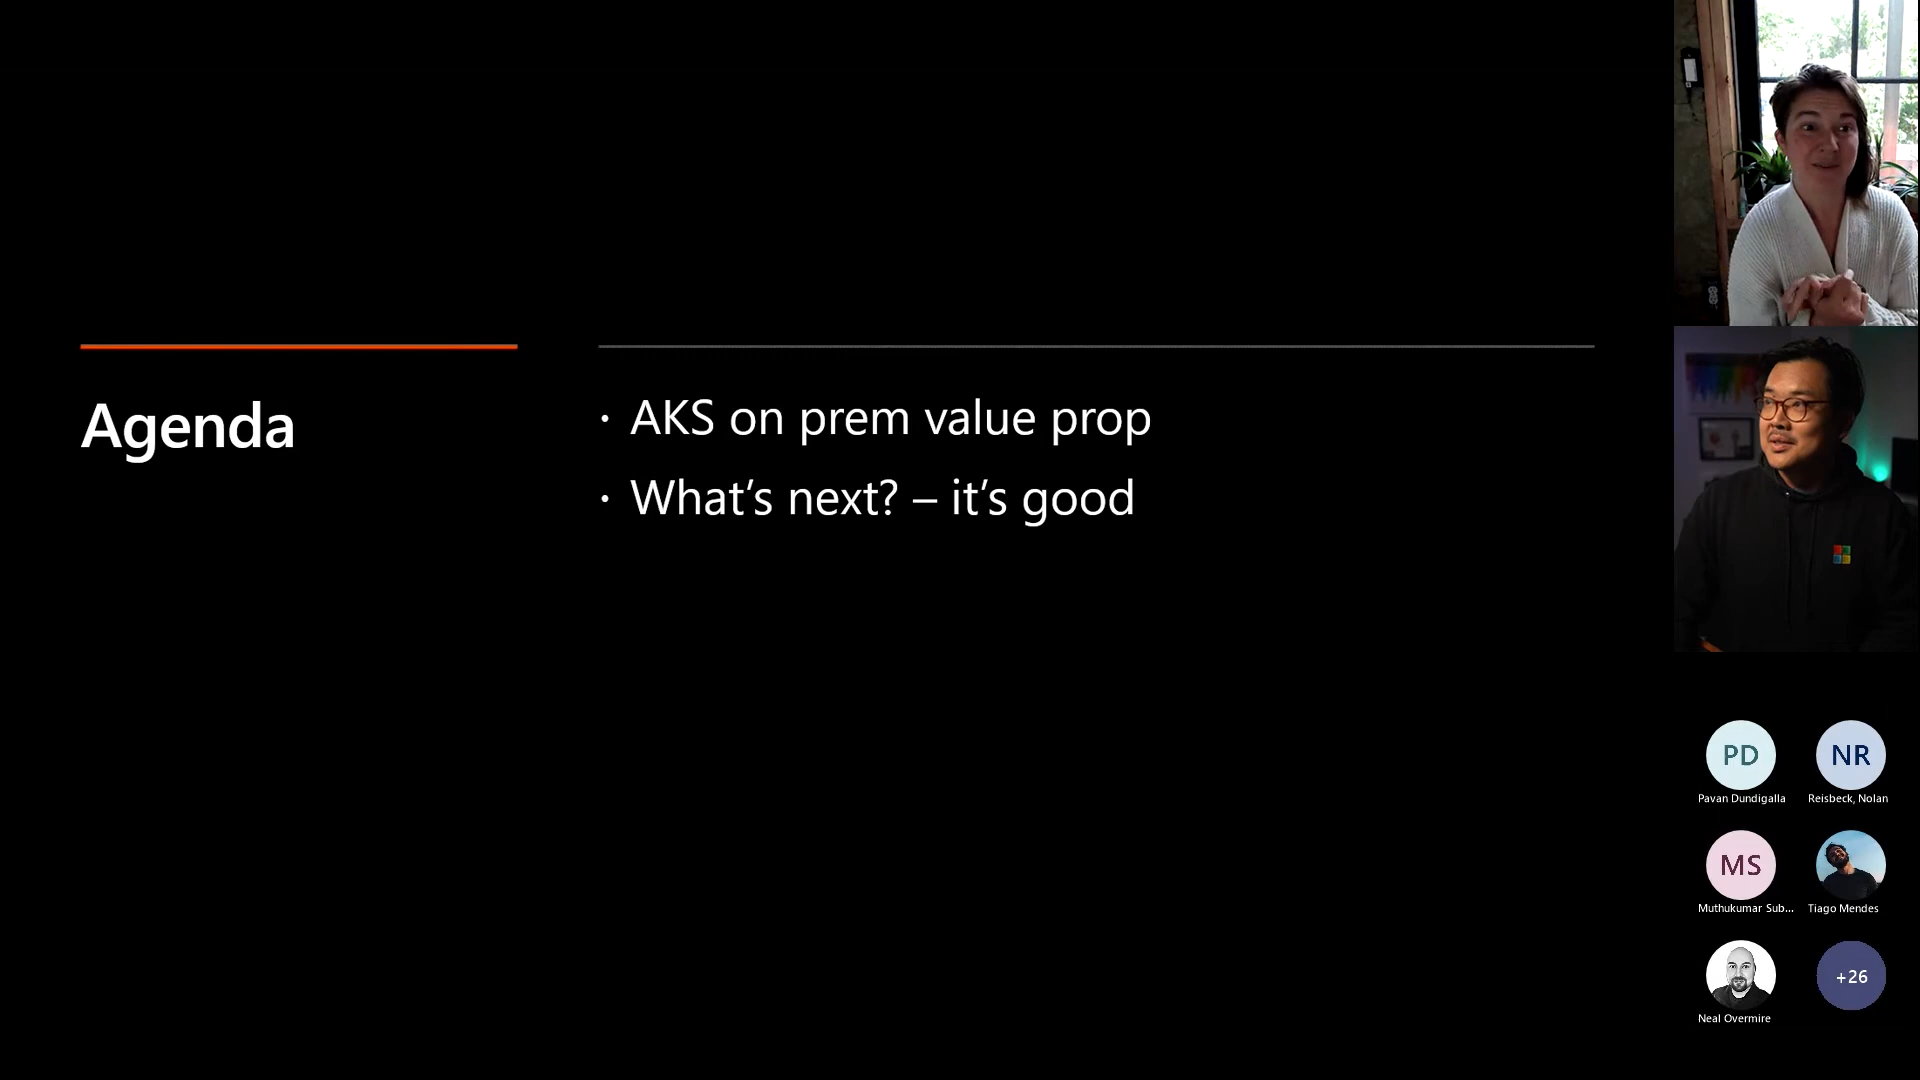 Agenda
· AKS on prem value prop
· What’s next? – it’s good
PD
Pavan Dundigalla
NR
Reisbeck, Nolan
MS
Muthukumar Sub...
Tiago Mendes
Neal Overmire
+26